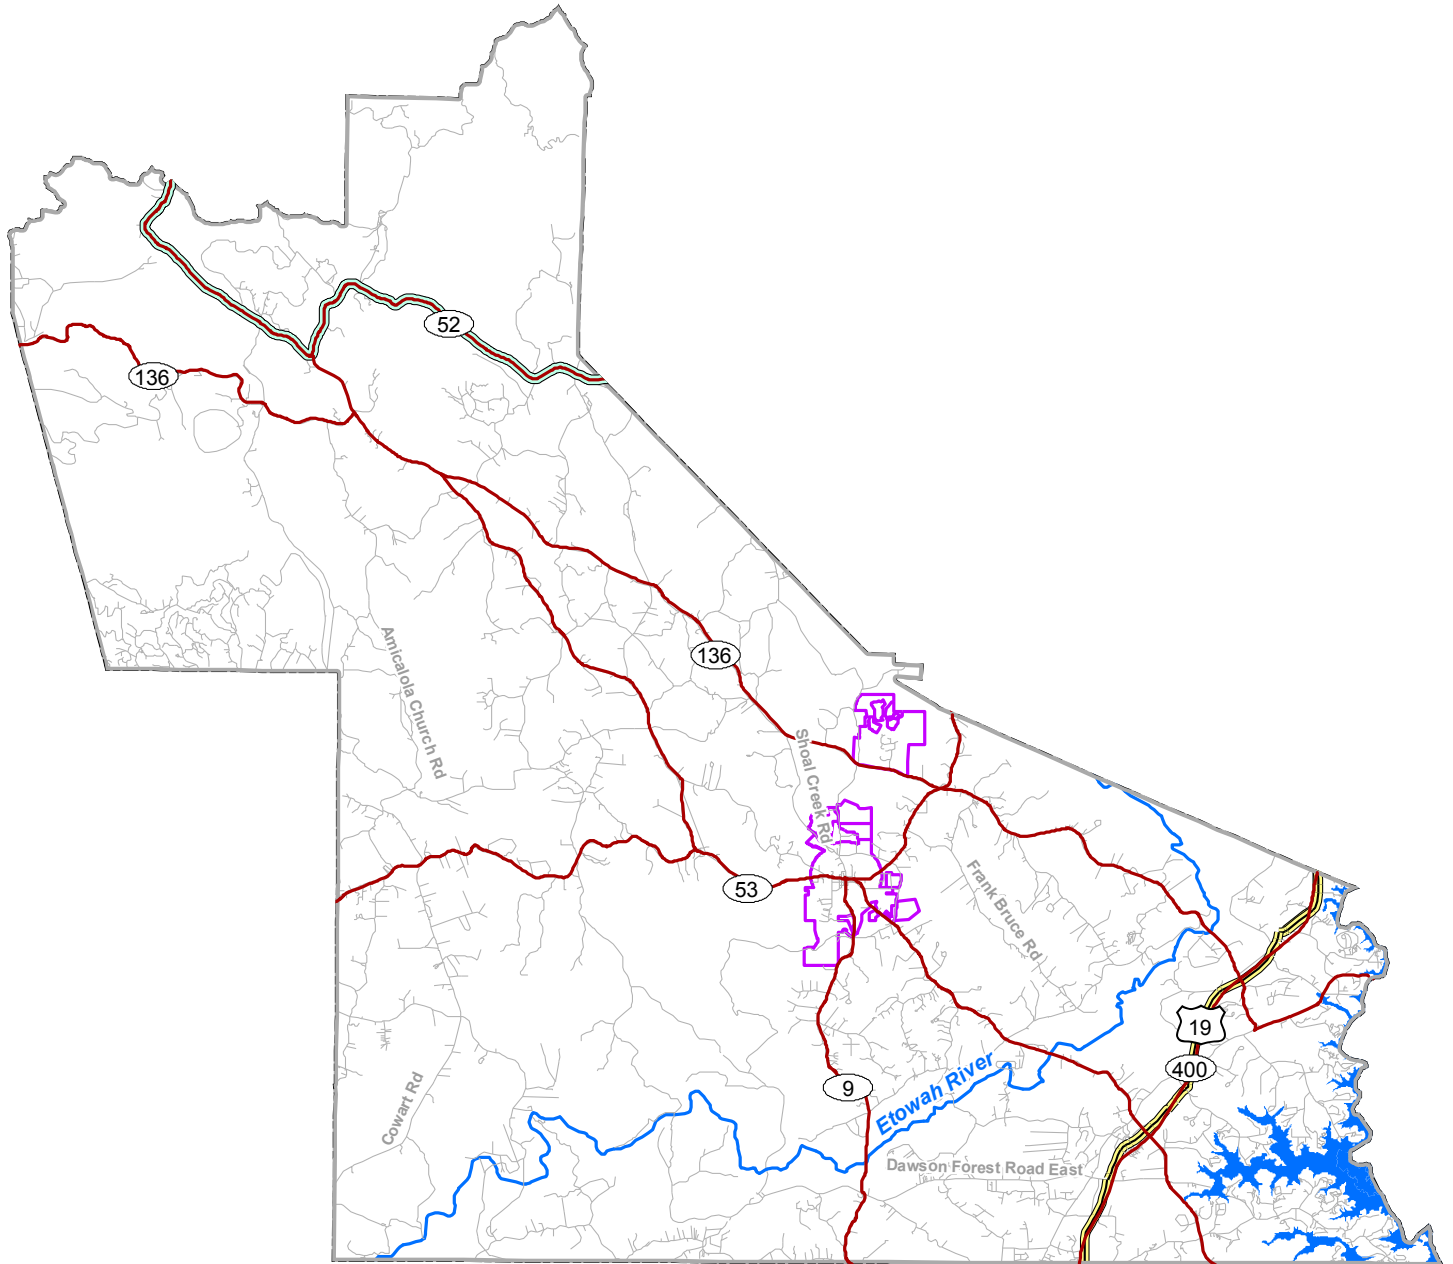 52
136
136
Amicalola Church Rd
Shoal Creek Rd
53
Frank Bruce Rd
19
400
9
Etowah River
Cowart Rd
Dawson Forest Road East